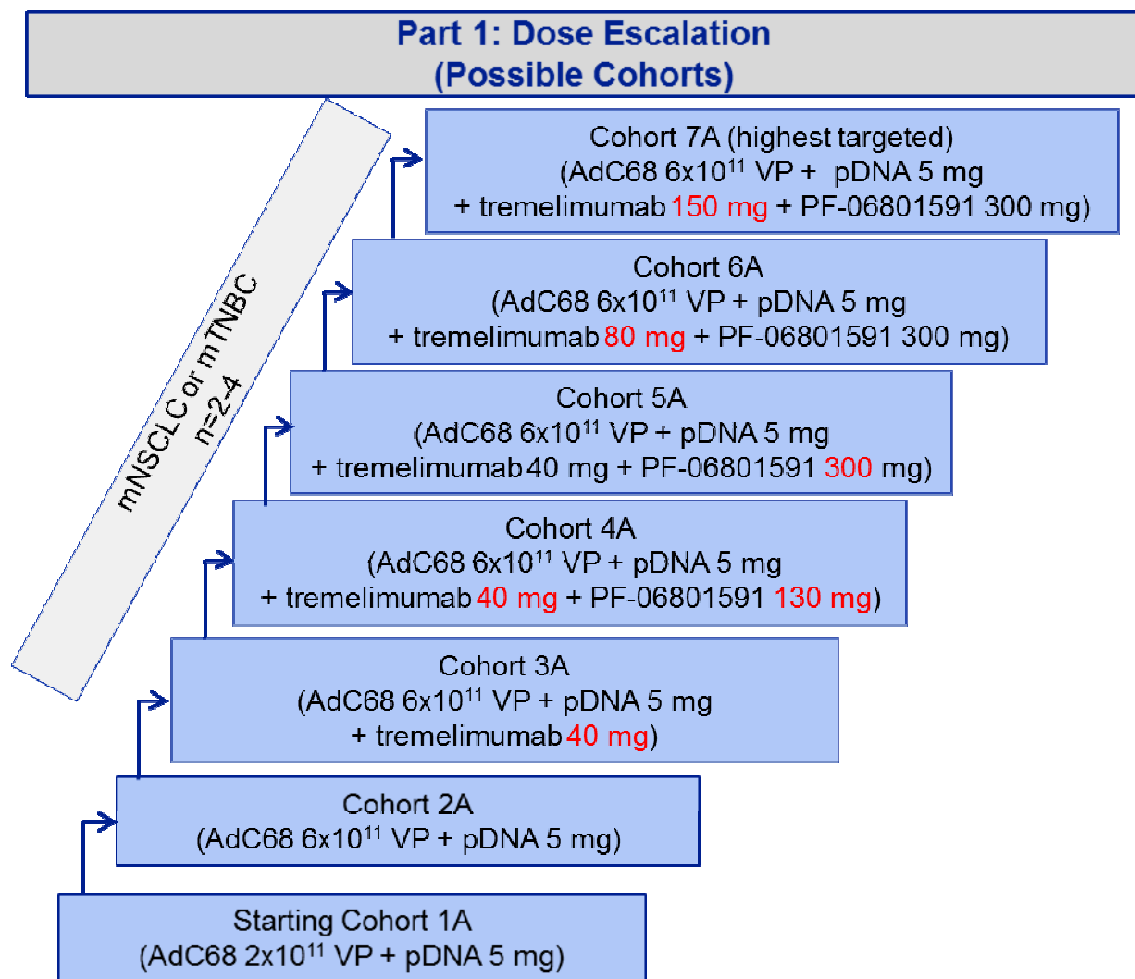 Part 1: Dose Escalation
(Possible Cohorts)
mNSCLC or mTNBC
n=2-4
Cohort 7A (highest targeted)
(AdC68 6x10¹¹ VP + pDNA 5 mg
+ tremelimumab 150 mg + PF-06801591 300 mg)
Cohort 6A
(AdC68 6x10¹¹ VP + pDNA 5 mg
+ tremelimumab 80 mg + PF-06801591 300 mg)
Cohort 5A
(AdC68 6x10¹¹ VP + pDNA 5 mg
+ tremelimumab 40 mg + PF-06801591 300 mg)
Cohort 4A
(AdC68 6x10¹¹ VP + pDNA 5 mg
+ tremelimumab 40 mg + PF-06801591 130 mg)
Cohort 3A
(AdC68 6x10¹¹ VP + pDNA 5 mg
+ tremelimumab 40 mg)
Cohort 2A
(AdC68 6x10¹¹ VP + pDNA 5 mg)
Starting Cohort 1A
(AdC68 2x10¹¹ VP + pDNA 5 mg)